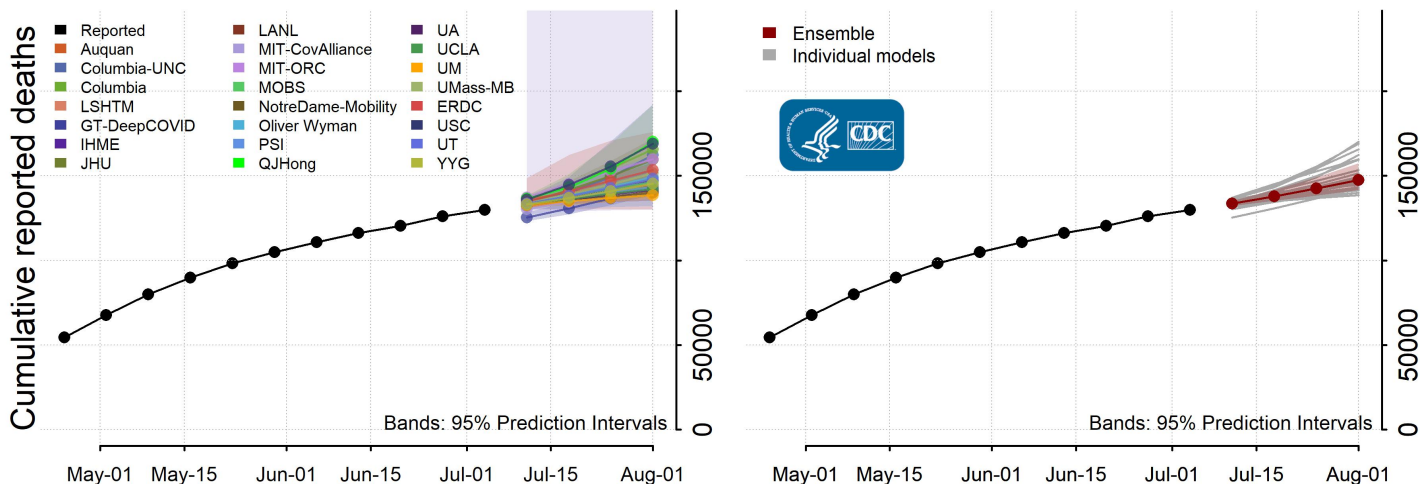 Cumulative reported deaths
Reported
Auquan
Columbia-UNC
Columbia
LSHTM
GT-DeepCOVID
IHME
JHU
LANL
MIT-CovAlliance
MIT-ORC
MOBS
NotreDame-Mobility
Oliver Wyman
PSI
QJHong
UA
UCLA
UM
UMass-MB
ERDC
USC
UT
YYG
150000
50000
0
Bands: 95% Prediction Intervals
May-01 May-15 Jun-01 Jun-15 Jul-01 Jul-15 Aug-01
Ensemble
Individual models
CDC
150000
50000
0
Bands: 95% Prediction Intervals
May-01 May-15 Jun-01 Jun-15 Jul-01 Jul-15 Aug-01